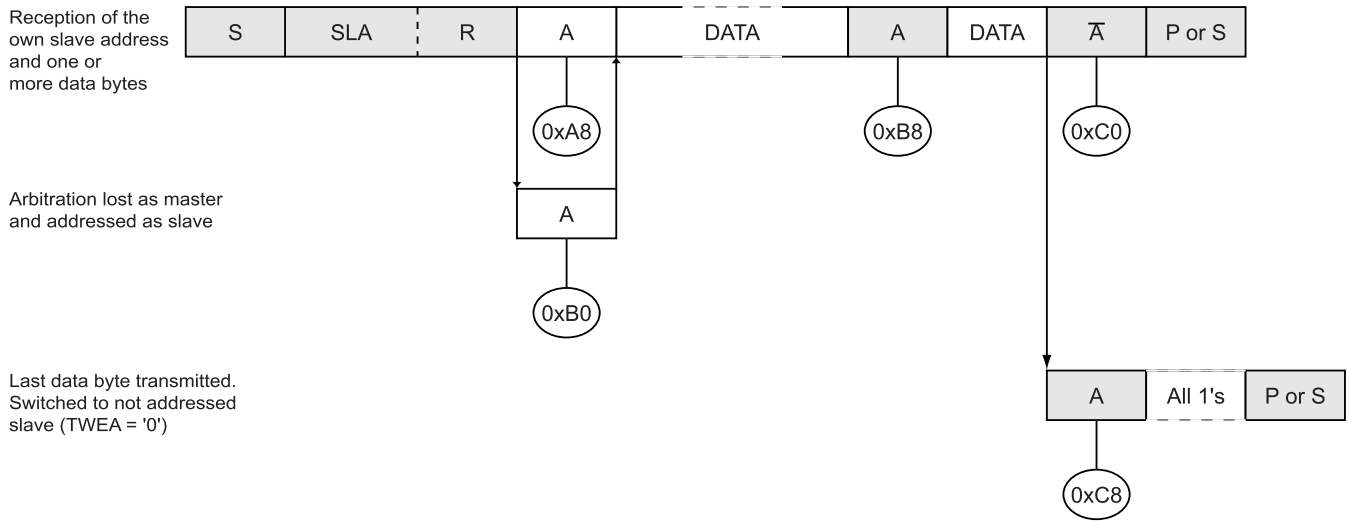 Reception of the
own slave address
and one or
more data bytes
S SLA R A DATA A DATA A̅ P or S
0xA8 0xB8 0xC0
Arbitration lost as master
and addressed as slave
A
0xB0
Last data byte transmitted.
Switched to not addressed
slave (TWEA = '0')
A All 1's P or S
0xC8